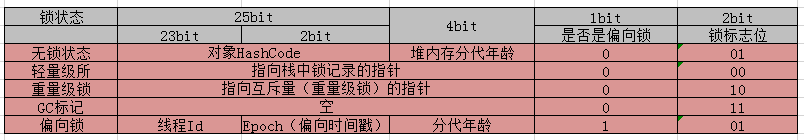 锁状态 25bit 4bit 1bit 2bit
23bit 2bit 是否是偏向锁 锁标志位
无锁状态 对象HashCode 堆内存分代年龄 0 01
轻量级所 指向栈中锁记录的指针 0 00
重量级锁 指向互斥量（重量级锁）的指针 0 10
GC标记 空 0 11
偏向锁 线程Id Epoch（偏向时间戳） 分代年龄 1 01